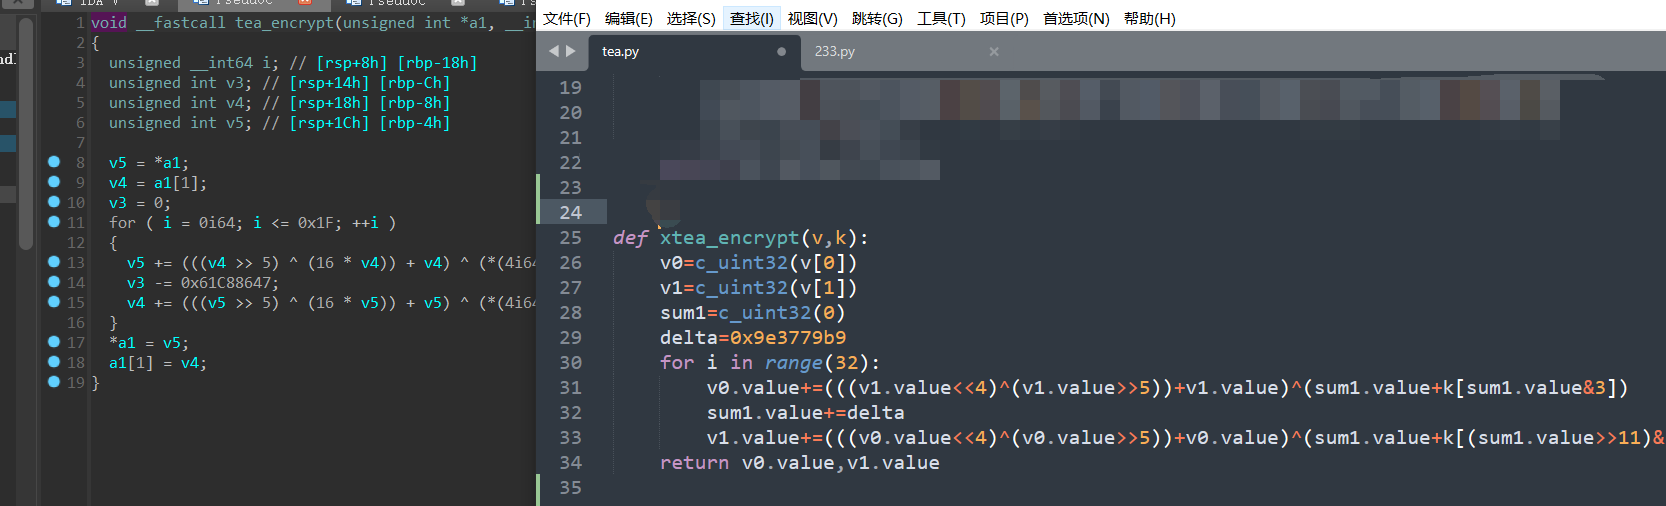 IDA V
Pseudoc
Pseudoc
1 void __fastcall tea_encrypt(unsigned int *a1, __in
2 {
3 unsigned __int64 i; // [rsp+8h] [rbp-18h]
4 unsigned int v3; // [rsp+14h] [rbp-Ch]
5 unsigned int v4; // [rsp+18h] [rbp-8h]
6 unsigned int v5; // [rsp+1Ch] [rbp-4h]
7
8 v5 = *a1;
9 v4 = a1[1];
10 v3 = 0;
11 for ( i = 0i64; i <= 0x1F; ++i )
12 {
13 v5 += (((v4 >> 5) ^ (16 * v4)) + v4) ^ (*(4i64
14 v3 -= 0x61C88647;
15 v4 += (((v5 >> 5) ^ (16 * v5)) + v5) ^ (*(4i64
16 }
17 *a1 = v5;
18 a1[1] = v4;
19 }
文件(F) 编辑(E) 选择(S) 查找(I) 视图(V) 跳转(G) 工具(T) 项目(P) 首选项(N) 帮助(H)
tea.py 233.py
19
20
21
22
23
24
25 def xtea_encrypt(v,k):
26 v0=c_uint32(v[0])
27 v1=c_uint32(v[1])
28 sum1=c_uint32(0)
29 delta=0x9e3779b9
30 for i in range(32):
31 v0.value+=(((v1.value<<4)^(v1.value>>5))+v1.value)^(sum1.value+k[sum1.value&3])
32 sum1.value+=delta
33 v1.value+=(((v0.value<<4)^(v0.value>>5))+v0.value)^(sum1.value+k[(sum1.value>>11)&
34 return v0.value,v1.value
35